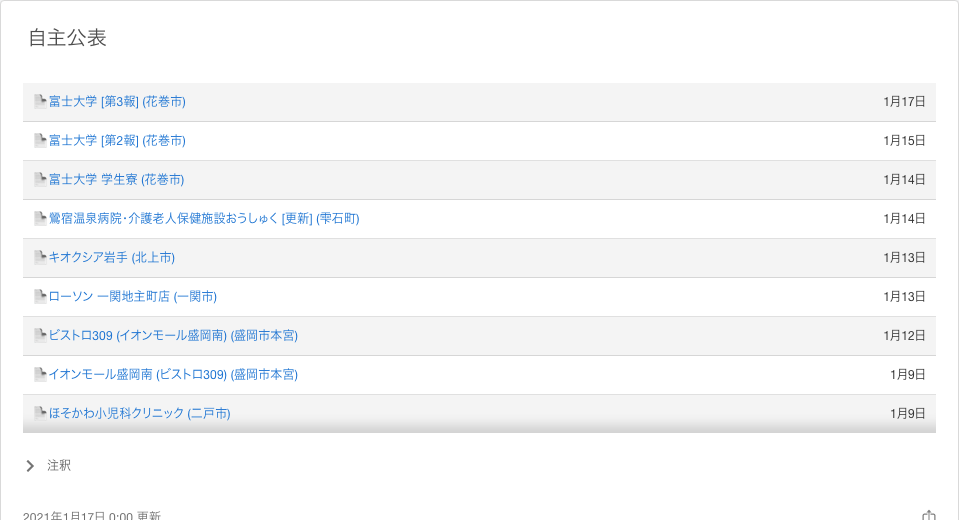 自主公表
富士大学 [第3報] (花巻市) 1月17日
富士大学 [第2報] (花巻市) 1月15日
富士大学 学生寮 (花巻市) 1月14日
鶯宿温泉病院・介護老人保健施設おうしゅく [更新] (雫石町) 1月14日
キオクシア岩手 (北上市) 1月13日
ローソン 一関地主町店 (一関市) 1月13日
ビストロ309 (イオンモール盛岡南) (盛岡市本宮) 1月12日
イオンモール盛岡南 (ビストロ309) (盛岡市本宮) 1月9日
ほそかわ小児科クリニック (二戸市) 1月9日
注釈
2021年1月17日 0:00 更新